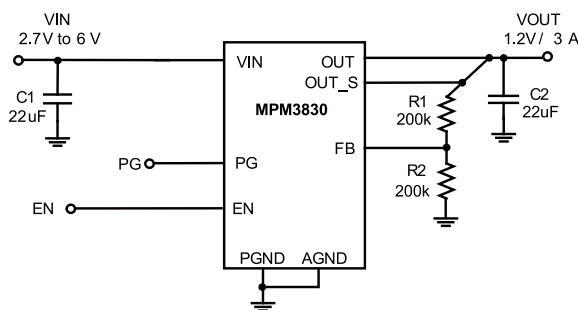 VIN
2.7V to 6 V
VOUT
1.2V / 3 A
VIN
OUT
OUT_S
C1
22uF
MPM3830
R1
200k
C2
22uF
FB
PG
PG
R2
200k
EN
EN
PGND
AGND